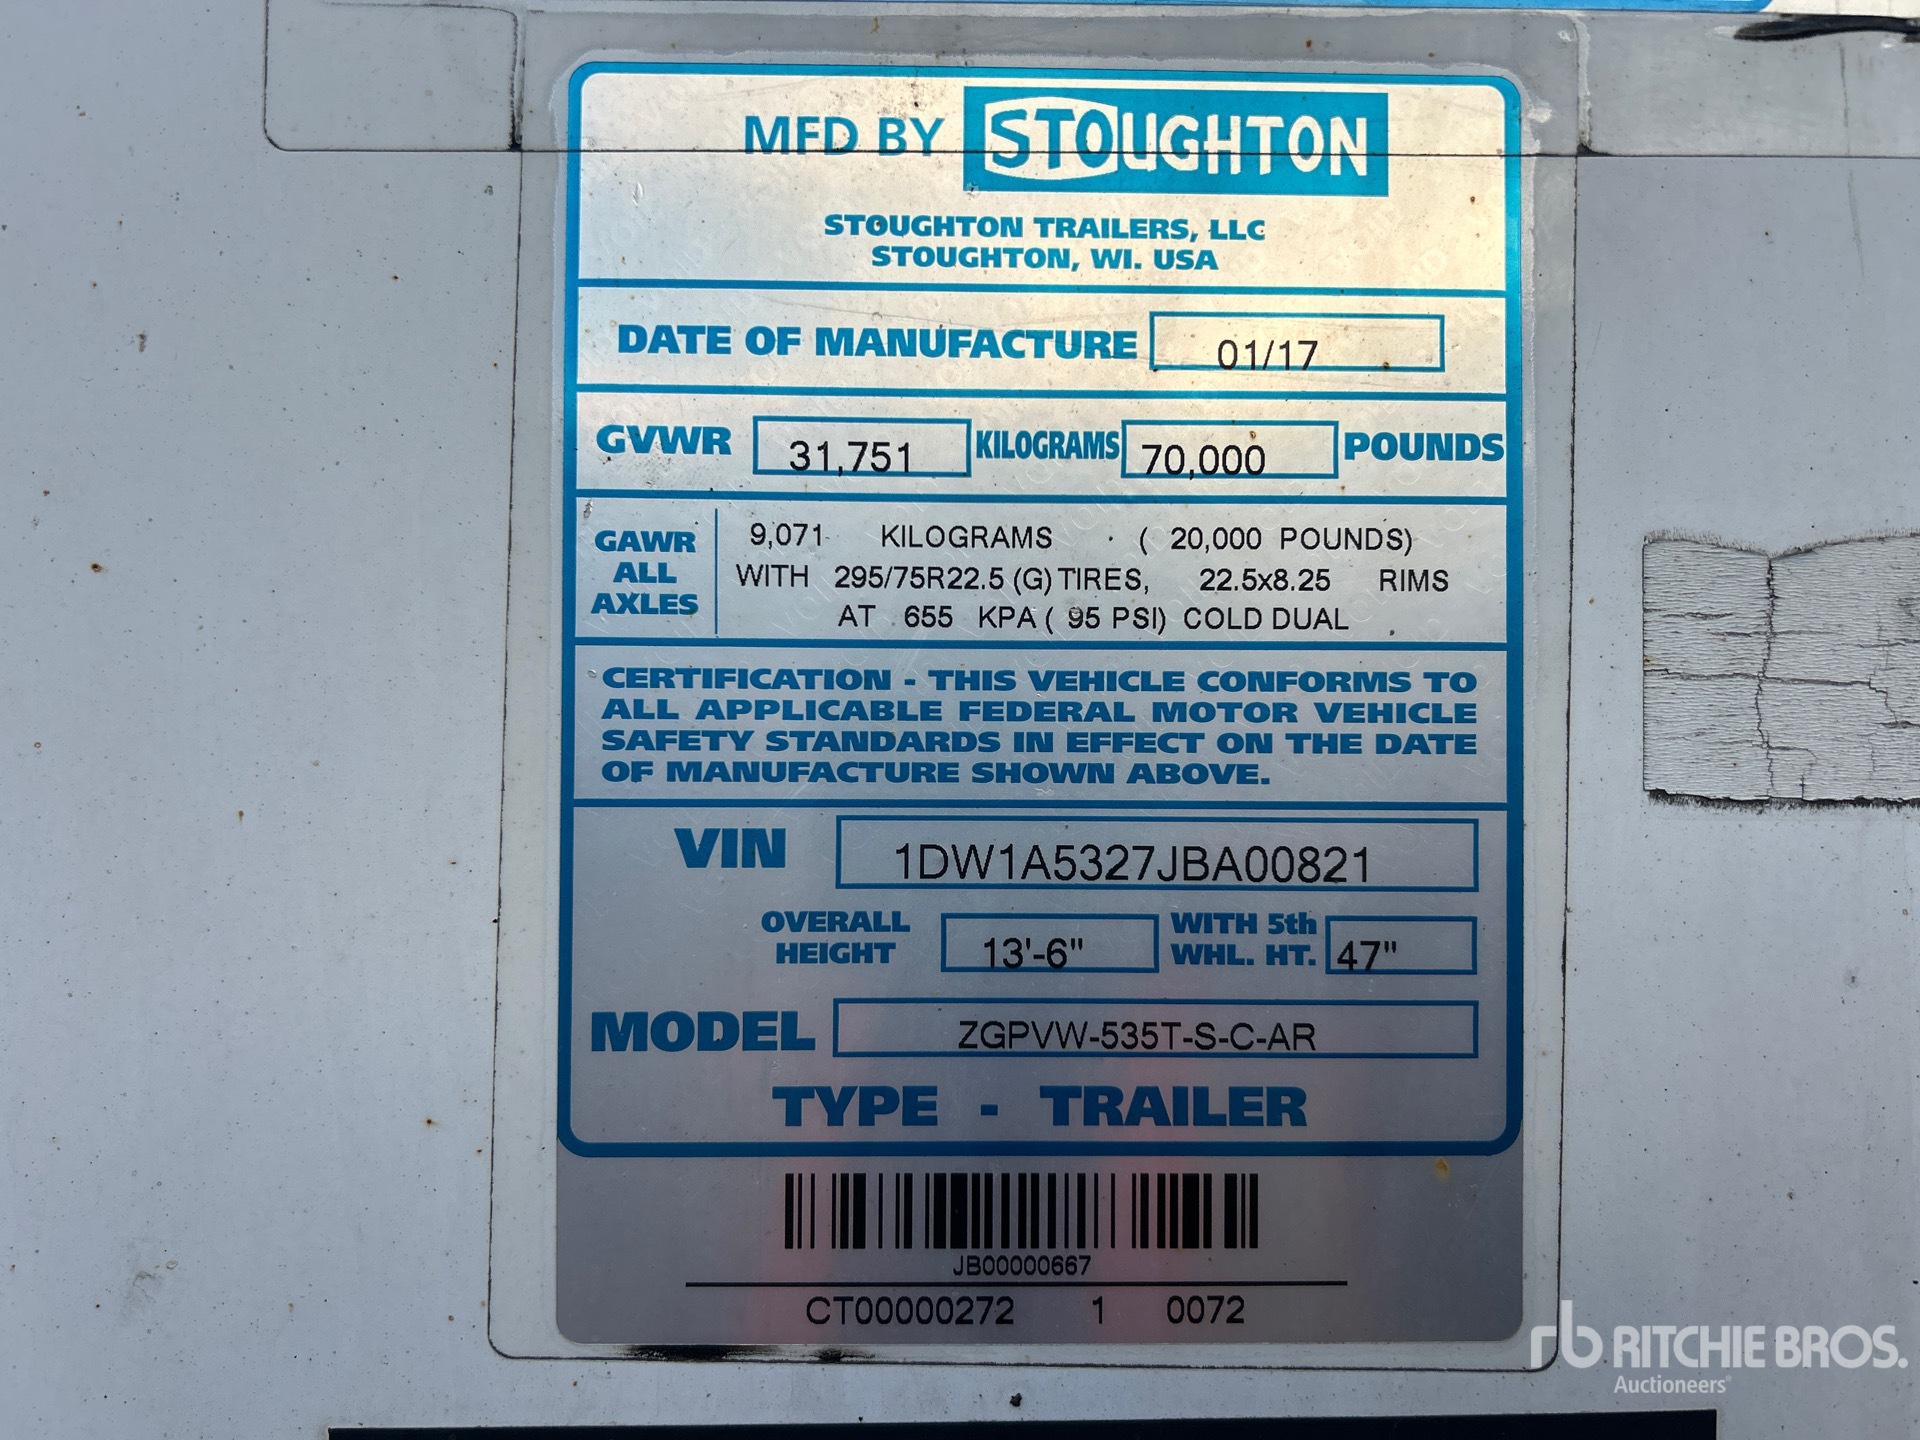 MFD BY STOUGHTON
STOUGHTON TRAILERS, LLC
STOUGHTON, WI. USA
DATE OF MANUFACTURE 01/17
GVWR 31,751 KILOGRAMS 70,000 POUNDS
GAWR ALL AXLES
9,071 KILOGRAMS ( 20,000 POUNDS)
WITH 295/75R22.5 (G) TIRES, 22.5x8.25 RIMS
AT 655 KPA ( 95 PSI) COLD DUAL
CERTIFICATION - THIS VEHICLE CONFORMS TO
ALL APPLICABLE FEDERAL MOTOR VEHICLE
SAFETY STANDARDS IN EFFECT ON THE DATE
OF MANUFACTURE SHOWN ABOVE.
VIN 1DW1A5327JBA00821
OVERALL HEIGHT 13'-6" WITH 5th WHL. HT. 47"
MODEL ZGPVW-535T-S-C-AR
TYPE - TRAILER
JB00000667
CT00000272 1 0072
rb RITCHIE BROS.
Auctioneers